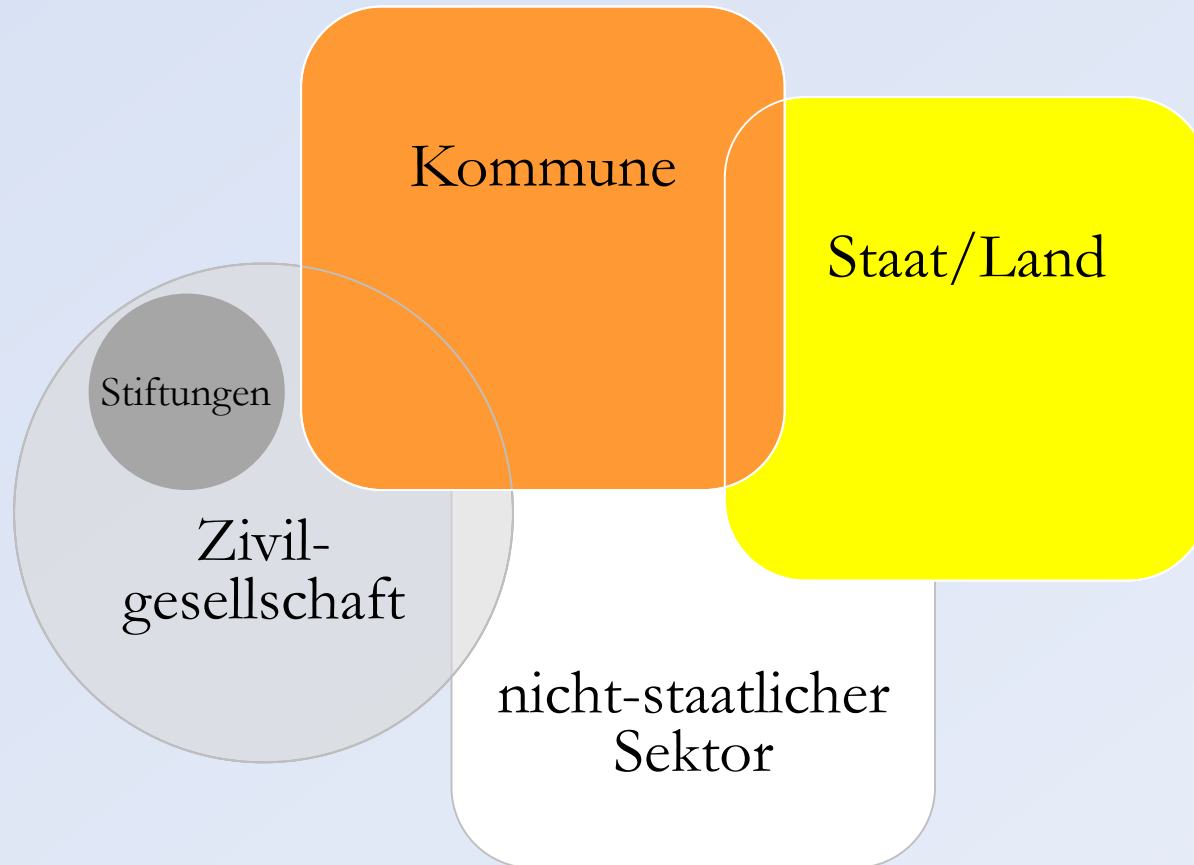 Kommune
Staat/Land
Stiftungen
Zivil-
gesellschaft
nicht-staatlicher
Sektor